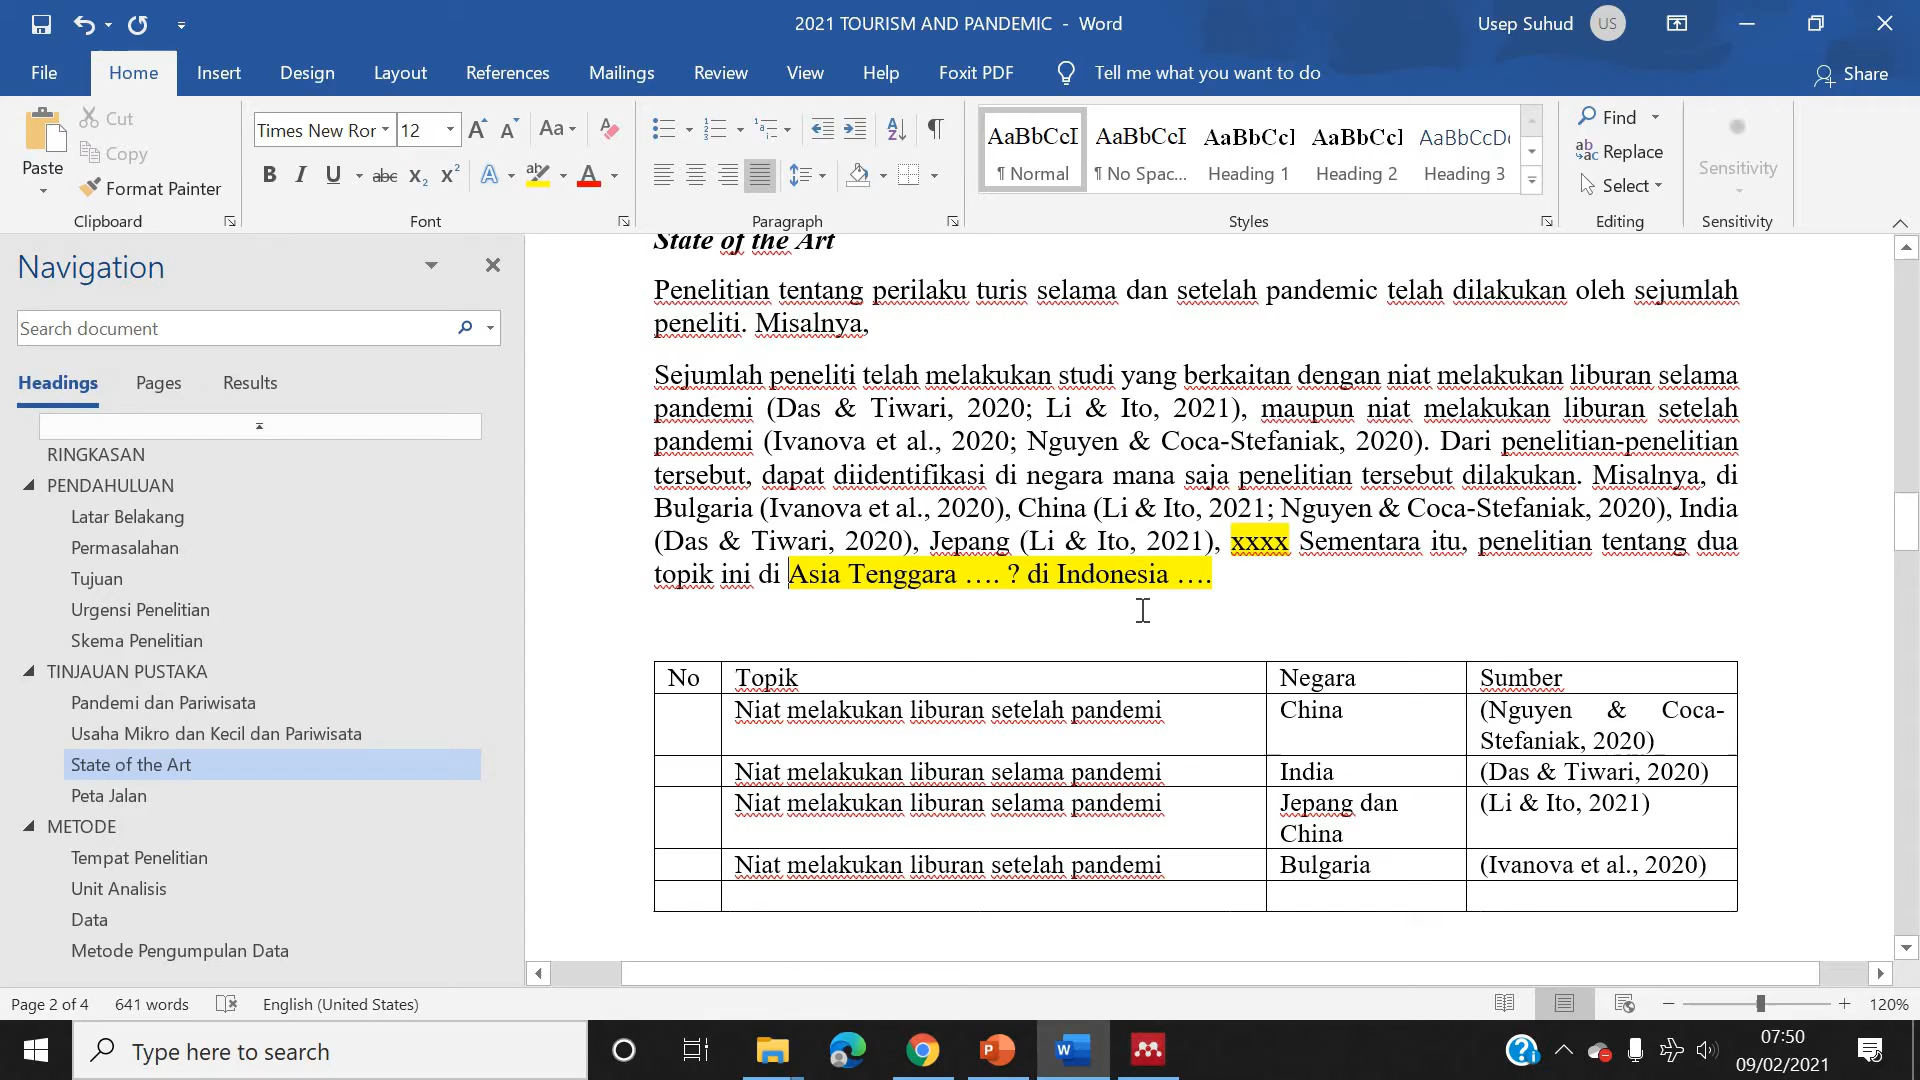 2021 TOURISM AND PANDEMIC - Word
Usep Suhud US
File Home Insert Design Layout References Mailings Review View Help Foxit PDF Tell me what you want to do Share
Paste
Cut
Copy
Format Painter
Clipboard
Times New Ror 12
Font
Paragraph
AaBbCcI AaBbCcI AaBbCcI AaBbCcI AaBbCcDc
¶ Normal ¶ No Spac... Heading 1 Heading 2 Heading 3
Styles
Find
Replace
Select
Editing
Sensitivity
Sensitivity
Navigation
Search document
Headings Pages Results
RINGKASAN
PENDAHULUAN
Latar Belakang
Permasalahan
Tujuan
Urgensi Penelitian
Skema Penelitian
TINJAUAN PUSTAKA
Pandemi dan Pariwisata
Usaha Mikro dan Kecil dan Pariwisata
State of the Art
Peta Jalan
METODE
Tempat Penelitian
Unit Analisis
Data
Metode Pengumpulan Data
State of the Art
Penelitian tentang perilaku turis selama dan setelah pandemic telah dilakukan oleh sejumlah
peneliti. Misalnya,
Sejumlah peneliti telah melakukan studi yang berkaitan dengan niat melakukan liburan selama
pandemi (Das & Tiwari, 2020; Li & Ito, 2021), maupun niat melakukan liburan setelah
pandemi (Ivanova et al., 2020; Nguyen & Coca-Stefaniak, 2020). Dari penelitian-penelitian
tersebut, dapat diidentifikasi di negara mana saja penelitian tersebut dilakukan. Misalnya, di
Bulgaria (Ivanova et al., 2020), China (Li & Ito, 2021; Nguyen & Coca-Stefaniak, 2020), India
(Das & Tiwari, 2020), Jepang (Li & Ito, 2021), xxxx Sementara itu, penelitian tentang dua
topik ini di Asia Tenggara …. ? di Indonesia ….
No Topik Negara Sumber
Niat melakukan liburan setelah pandemi China (Nguyen & Coca-
Stefaniak, 2020)
Niat melakukan liburan selama pandemi India (Das & Tiwari, 2020)
Niat melakukan liburan selama pandemi Jepang dan (Li & Ito, 2021)
China
Niat melakukan liburan setelah pandemi Bulgaria (Ivanova et al., 2020)
Page 2 of 4 641 words English (United States) 120%
Type here to search
07:50
09/02/2021